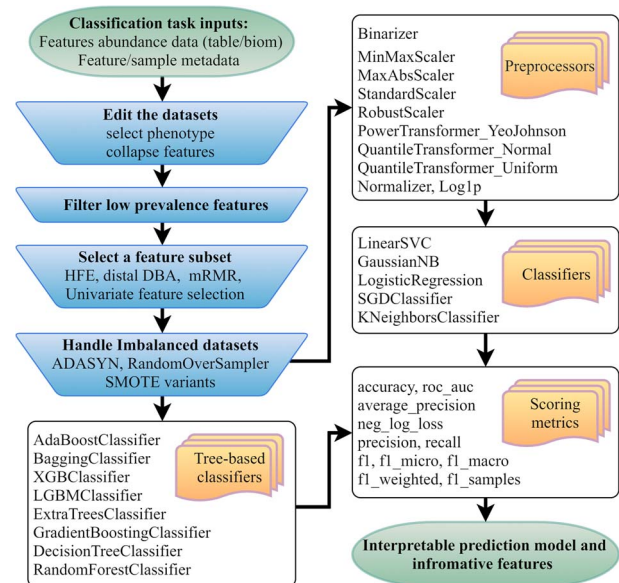 Classification task inputs:
Features abundance data (table/biom)
Feature/sample metadata
Edit the datasets
select phenotype
collapse features
Filter low prevalence features
Select a feature subset
HFE, distal DBA, mRMR,
Univariate feature selection
Handle Imbalanced datasets
ADASYN, RandomOverSampler
SMOTE variants
AdaBoostClassifier
BaggingClassifier
XGBClassifier
LGBMClassifier
ExtraTreesClassifier
GradientBoostingClassifier
DecisionTreeClassifier
RandomForestClassifier
Tree-based
classifiers
Binarizer
MinMaxScaler
MaxAbsScaler
StandardScaler
RobustScaler
PowerTransformer_YeoJohnson
QuantileTransformer_Normal
QuantileTransformer_Uniform
Normalizer, Log1p
Preprocessors
LinearSVC
GaussianNB
LogisticRegression
SGDClassifier
KNeighborsClassifier
Classifiers
accuracy, roc_auc
average_precision
neg_log_loss
precision, recall
f1, f1_micro, f1_macro
f1_weighted, f1_samples
Scoring
metrics
Interpretable prediction model and
infromative features